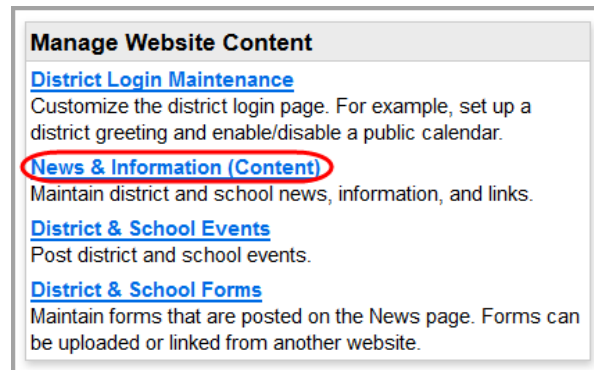 Manage Website Content
District Login Maintenance
Customize the district login page. For example, set up a
district greeting and enable/disable a public calendar.
News & Information (Content)
Maintain district and school news, information, and links.
District & School Events
Post district and school events.
District & School Forms
Maintain forms that are posted on the News page. Forms can
be uploaded or linked from another website.